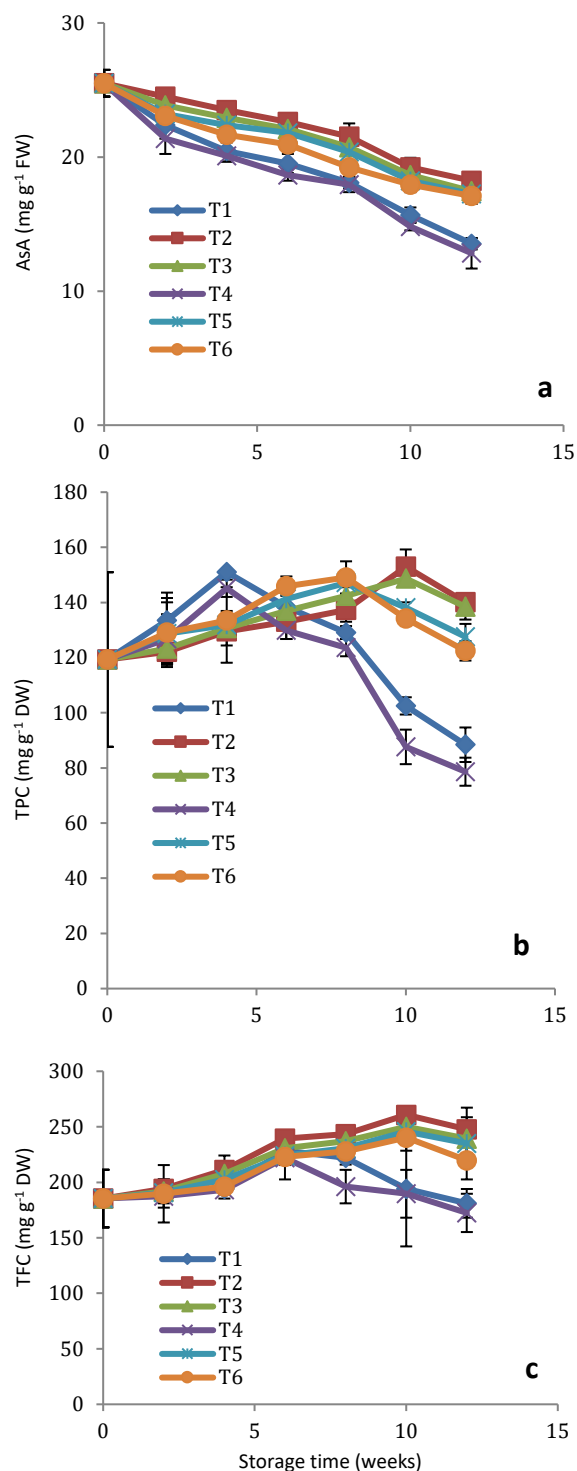 30
20
10
0
AsA (mg g⁻¹ FW)
T1
T2
T3
T4
T5
T6
a
0 5 10 15
180
160
140
120
100
80
60
40
20
0
TPC (mg g⁻¹ DW)
T1
T2
T3
T4
T5
T6
b
0 5 10 15
300
250
200
150
100
50
0
TFC (mg g⁻¹ DW)
T1
T2
T3
T4
T5
T6
c
0 5 10 15
Storage time (weeks)